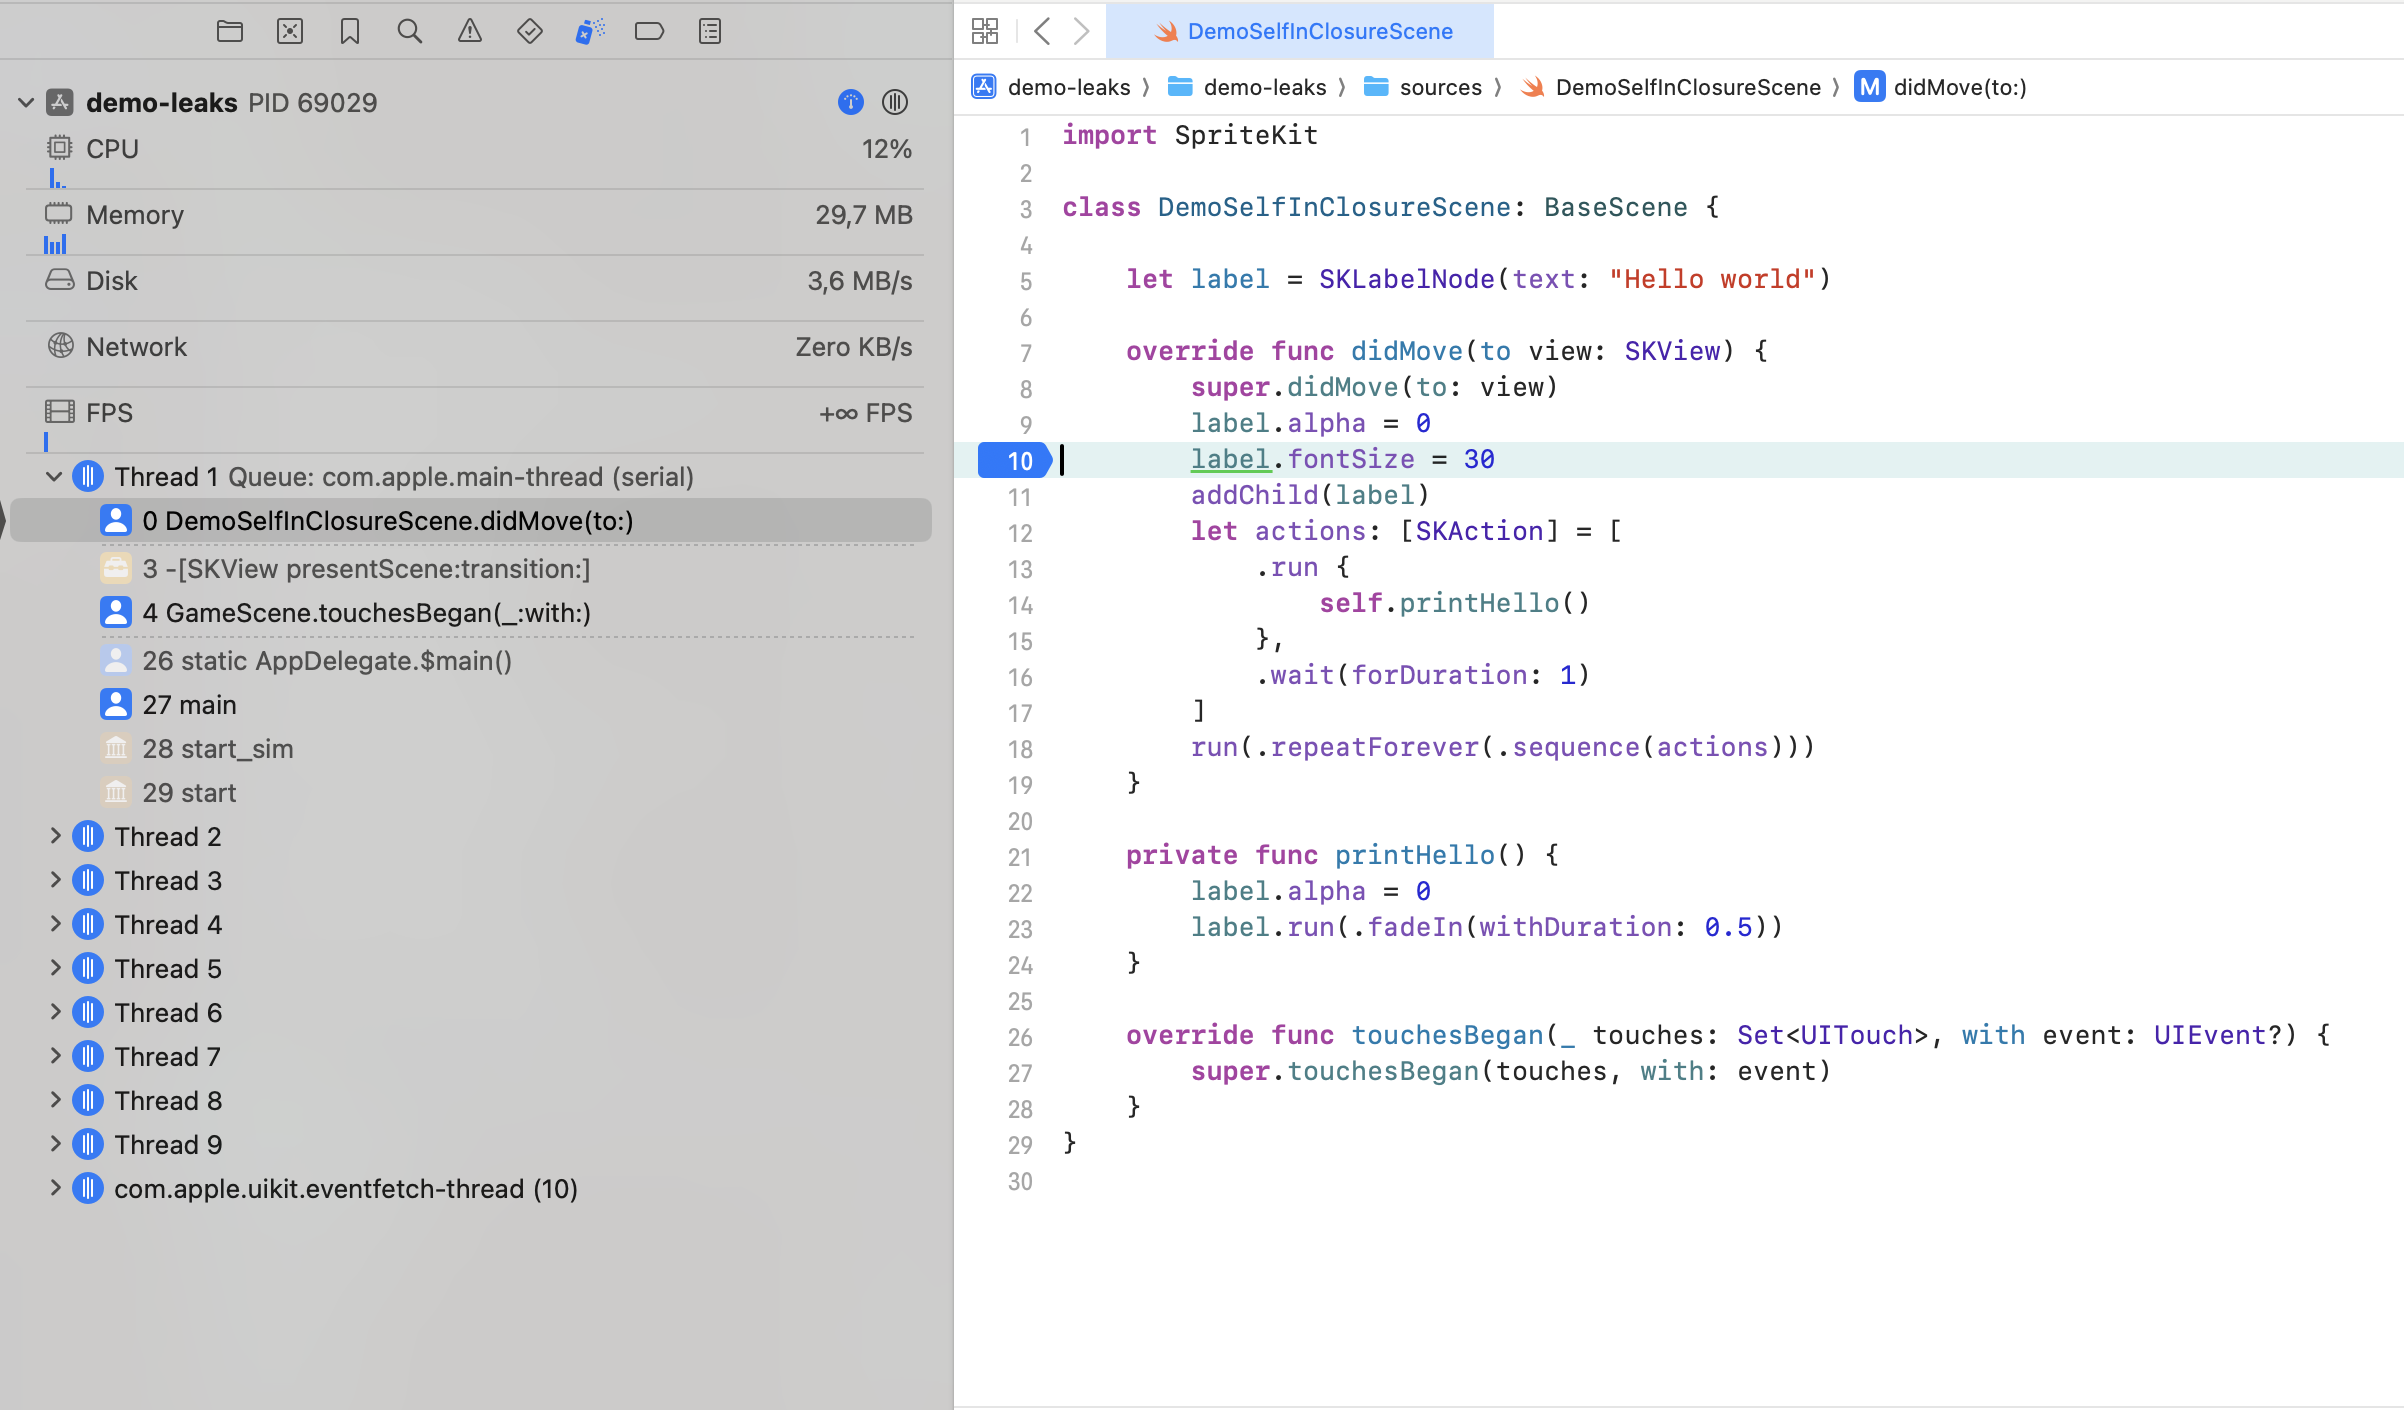 demo-leaks PID 69029
CPU 12%
Memory 29,7 MB
Disk 3,6 MB/s
Network Zero KB/s
FPS +∞ FPS
Thread 1 Queue: com.apple.main-thread (serial)
0 DemoSelfInClosureScene.didMove(to:)
3 -[SKView presentScene:transition:]
4 GameScene.touchesBegan(_:with:)
26 static AppDelegate.$main()
27 main
28 start_sim
29 start
Thread 2
Thread 3
Thread 4
Thread 5
Thread 6
Thread 7
Thread 8
Thread 9
com.apple.uikit.eventfetch-thread (10)
DemoSelfInClosureScene
demo-leaks 〉 demo-leaks 〉 sources 〉 DemoSelfInClosureScene 〉 M didMove(to:)
1 import SpriteKit
2
3 class DemoSelfInClosureScene: BaseScene {
4
5     let label = SKLabelNode(text: "Hello world")
6
7     override func didMove(to view: SKView) {
8         super.didMove(to: view)
9         label.alpha = 0
10         label.fontSize = 30
11         addChild(label)
12         let actions: [SKAction] = [
13             .run {
14                 self.printHello()
15             },
16             .wait(forDuration: 1)
17         ]
18         run(.repeatForever(.sequence(actions)))
19     }
20
21     private func printHello() {
22         label.alpha = 0
23         label.run(.fadeIn(withDuration: 0.5))
24     }
25
26     override func touchesBegan(_ touches: Set<UITouch>, with event: UIEvent?) {
27         super.touchesBegan(touches, with: event)
28     }
29 }
30